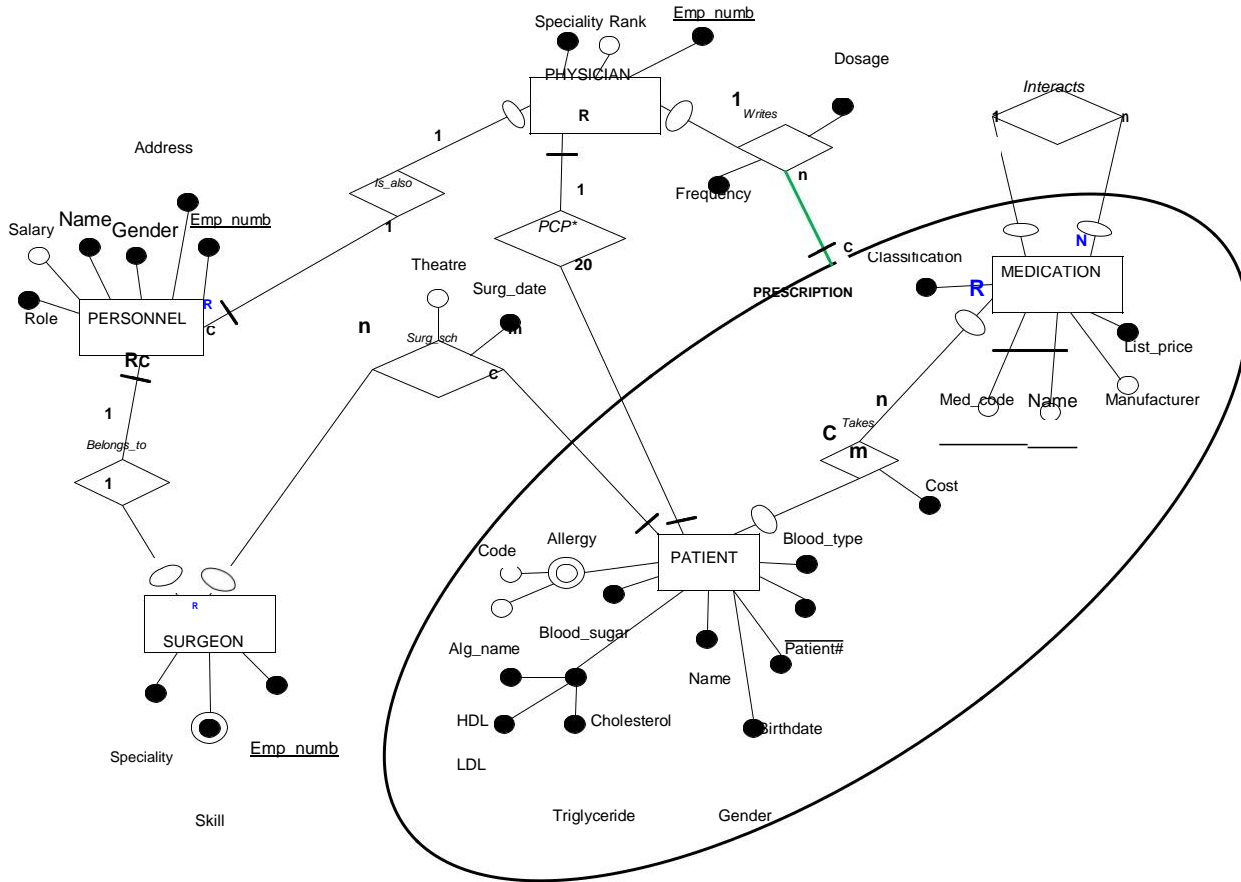 Speciality Rank
Emp_numb
Dosage
PHYSICIAN
R
1
Writes
n
Frequency
Interacts
1
n
Address
1
Is_also
1
1
PCP*
20
Salary
Name
Gender
Emp_numb
Role
PERSONNEL
R
C
Rc
Theatre
Surg_date
m
n
Surg_sch
C
C
Classification
PRESCRIPTION
N
MEDICATION
R
List_price
Med_code
Name
Manufacturer
n
C
Takes
m
Cost
1
Belongs_to
1
Code
Allergy
PATIENT
Blood_type
R
SURGEON
Blood_sugar
Alg_name
Patient#
Name
HDL
Cholesterol
Birthdate
LDL
Speciality
Emp_numb
Skill
Triglyceride
Gender